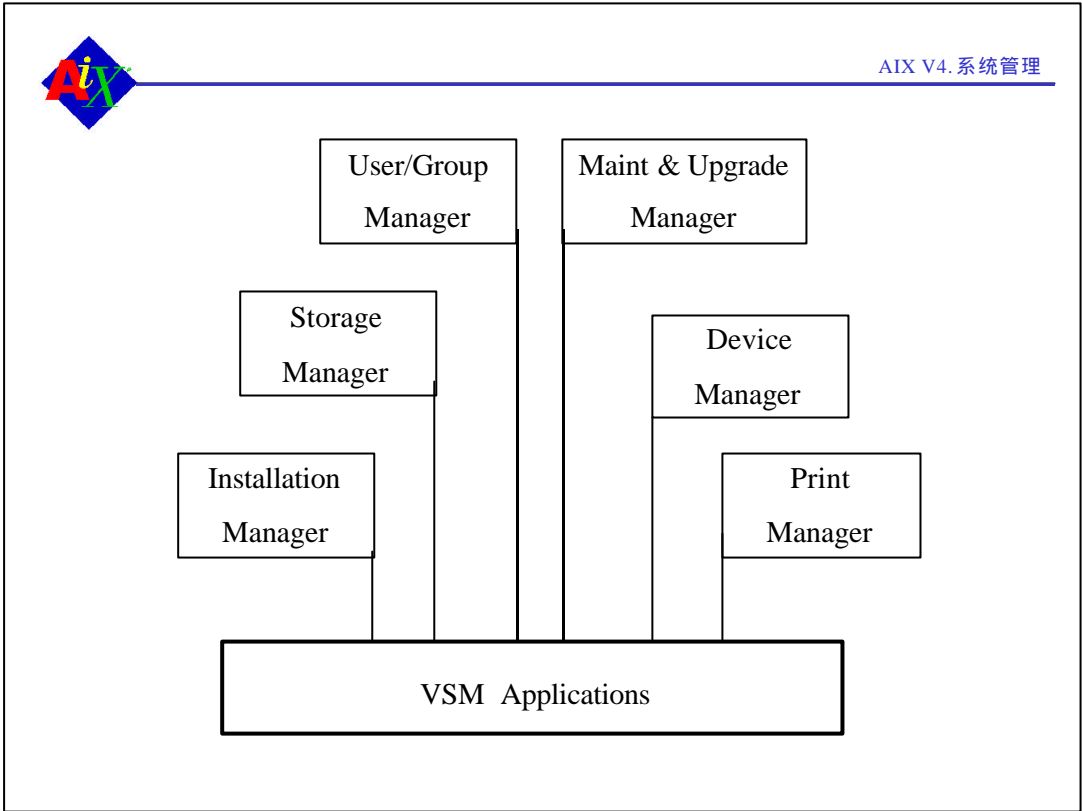 AiX
AIX V4.系统管理
User/Group
Manager
Maint & Upgrade
Manager
Storage
Manager
Device
Manager
Installation
Manager
Print
Manager
VSM Applications